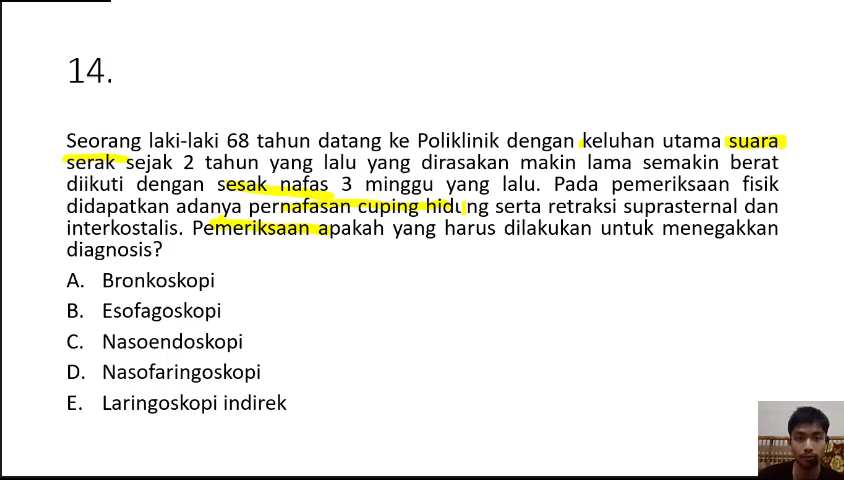 14.
Seorang laki-laki 68 tahun datang ke Poliklinik dengan keluhan utama suara
serak sejak 2 tahun yang lalu yang dirasakan makin lama semakin berat
diikuti dengan sesak nafas 3 minggu yang lalu. Pada pemeriksaan fisik
didapatkan adanya pernafasan cuping hidung serta retraksi suprasternal dan
interkostalis. Pemeriksaan apakah yang harus dilakukan untuk menegakkan
diagnosis?
A. Bronkoskopi
B. Esofagoskopi
C. Nasoendoskopi
D. Nasofaringoskopi
E. Laringoskopi indirek